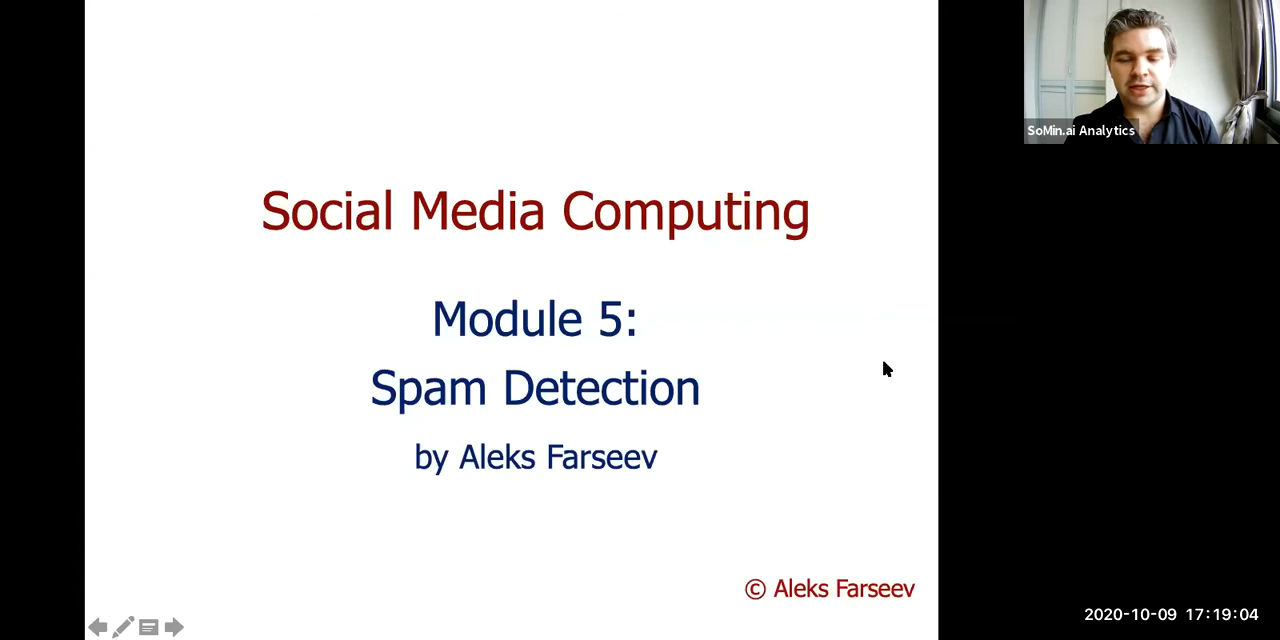 SoMin.ai Analytics
Social Media Computing
Module 5:
Spam Detection
by Aleks Farseev
© Aleks Farseev
2020-10-09 17:19:04